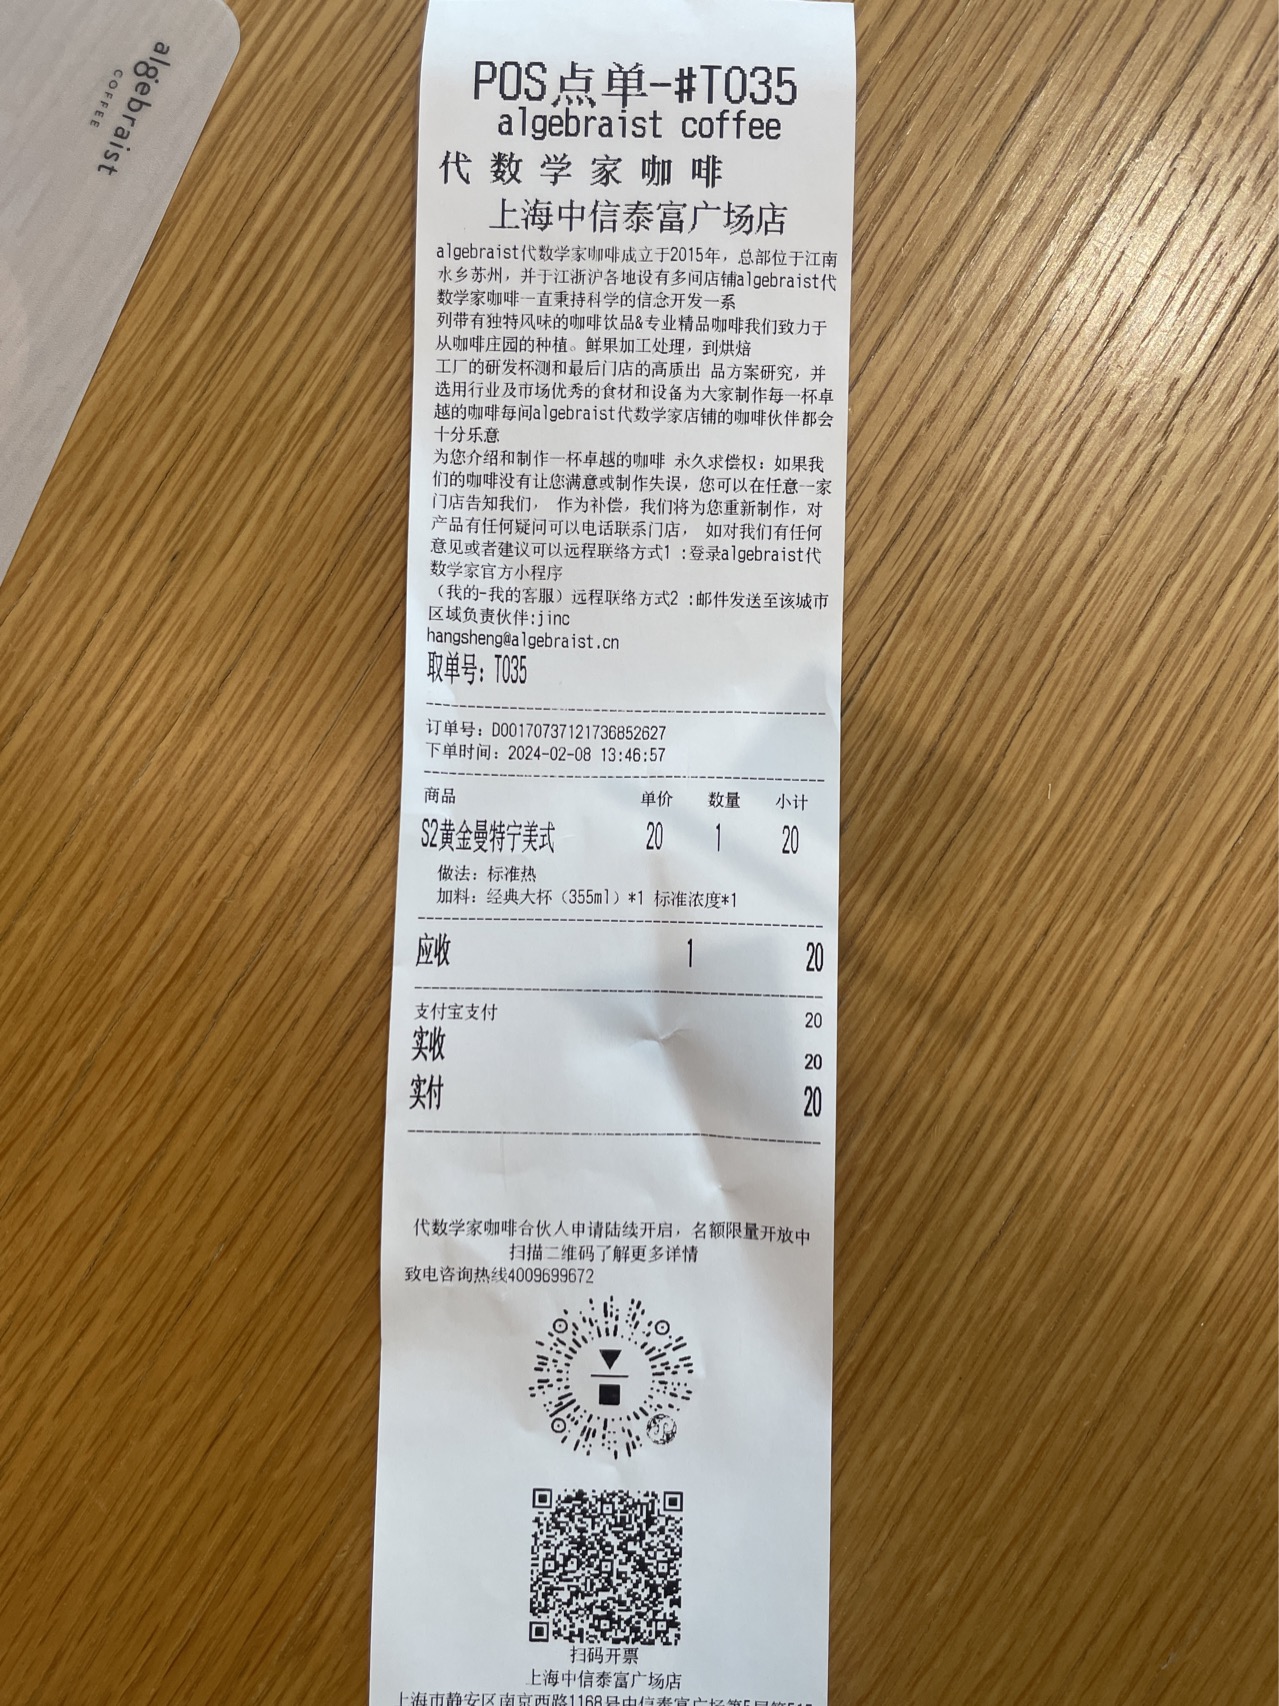 algebraist
COFFEE
POS点单-#T035
algebraist coffee
代数学家咖啡
上海中信泰富广场店
algebraist代数学家咖啡成立于2015年，总部位于江南
水乡苏州，并于江浙沪各地设有多间店铺algebraist代
数学家咖啡一直秉持科学的信念开发一系
列带有独特风味的咖啡饮品&专业精品咖啡我们致力于
从咖啡庄园的种植。鲜果加工处理，到烘焙
工厂的研发杯测和最后门店的高质出 品方案研究，并
选用行业及市场优秀的食材和设备为大家制作每一杯卓
越的咖啡每间algebraist代数学家店铺的咖啡伙伴都会
十分乐意
为您介绍和制作一杯卓越的咖啡 永久求偿权：如果我
们的咖啡没有让您满意或制作失误，您可以在任意一家
门店告知我们， 作为补偿，我们将为您重新制作，对
产品有任何疑问可以电话联系门店， 如对我们有任何
意见或者建议可以远程联络方式1 :登录algebraist代
数学家官方小程序
（我的-我的客服）远程联络方式2 :邮件发送至该城市
区域负责伙伴:jinc
hangsheng@algebraist.cn
取单号：T035
订单号：D00170737121736852627
下单时间：2024-02-08 13:46:57
商品 单价 数量 小计
S2黄金曼特宁美式 20 1 20
做法：标准热
加料：经典大杯（355ml）*1 标准浓度*1
应收 1 20
支付宝支付 20
实收 20
实付 20
代数学家咖啡合伙人申请陆续开启，名额限量开放中
扫描二维码了解更多详情
致电咨询热线4009699672
扫码开票
上海中信泰富广场店
上海市静安区南京西路1168号中信泰富广场第5层第